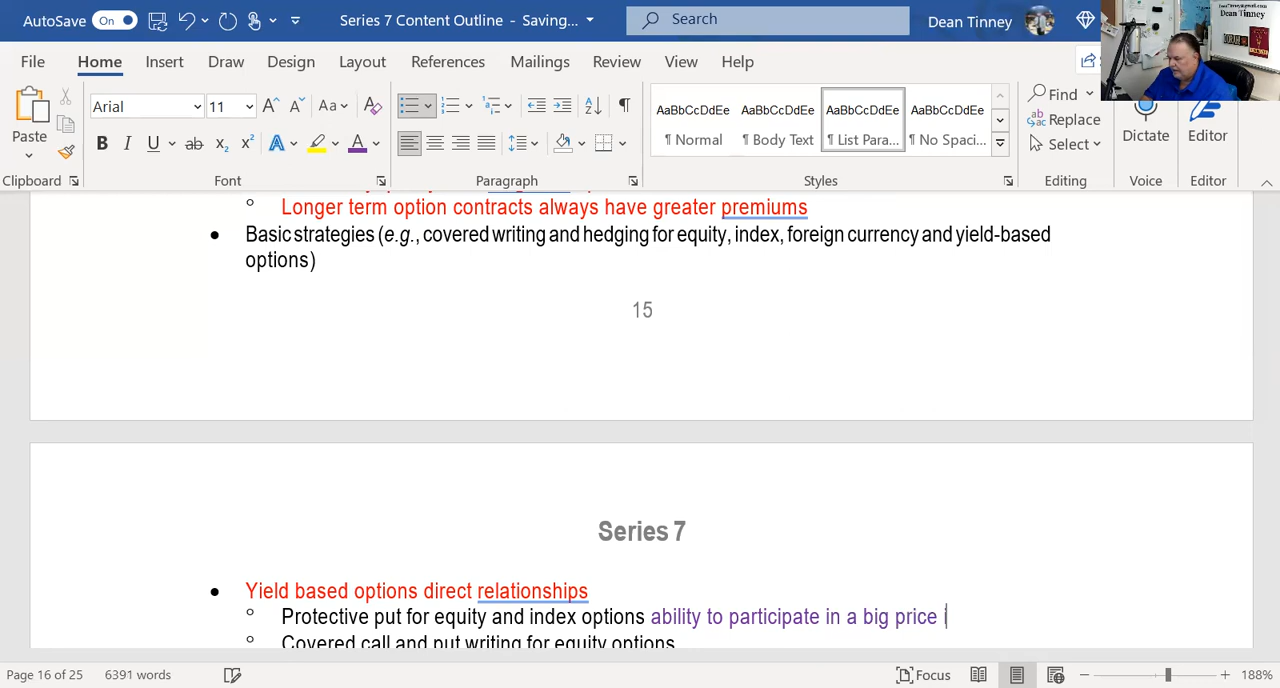 AutoSave On Series 7 Content Outline - Saving... Search Dean Tinney
Dean Tinney
File Home Insert Draw Design Layout References Mailings Review View Help
Arial 11 Aa
AaBbCcDdEe AaBbCcDdEe AaBbCcDdEe AaBbCcDdEe
Find
Replace
Select
Paste
¶ Normal ¶ Body Text ¶ List Para... ¶ No Spaci...
Dictate Editor
Clipboard Font Paragraph Styles Editing Voice Editor
Longer term option contracts always have greater premiums
Basic strategies (e.g., covered writing and hedging for equity, index, foreign currency and yield-based
options)
15
Series 7
Yield based options direct relationships
Protective put for equity and index options ability to participate in a big price i
Covered call and put writing for equity options
Page 16 of 25 6391 words Focus 188%